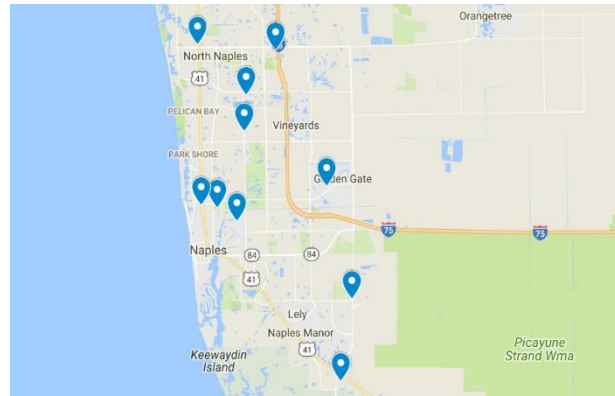 Orangetree
North Naples
41
PELICAN BAY
Vineyards
PARK SHORE
Golden Gate
75
75
Naples
84
84
41
Lely
Naples Manor
41
Keewaydin
Island
Picayune
Strand Wma